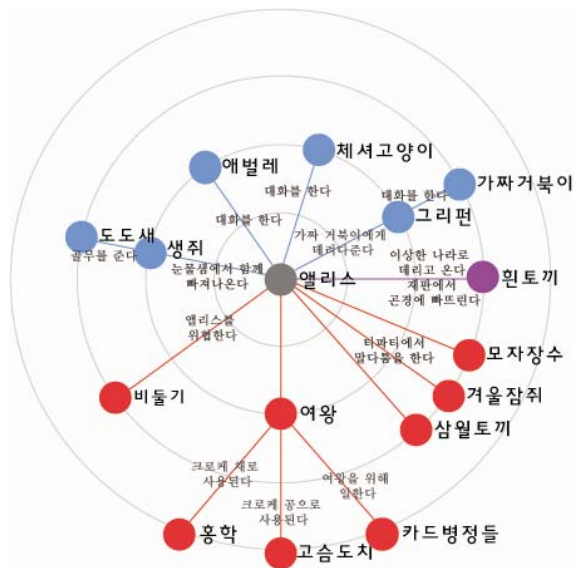 체셔고양이
애벌레
가짜거북이
대화를 한다
대화를 한다
그리펀
대화를 한다
도도새
가짜 거북이에게
데려다준다
생쥐
골무를 준다
이상한 나라로
데리고 온다
눈물샘에서 함께
빠져나온다
앨리스
흰토끼
재판에서
곤경에 빠뜨린다
앨리스를
위협한다
티파티에서
말다툼을 한다
모자장수
비둘기
겨울잠쥐
여왕
삼월토끼
크로케 채로
사용된다
여왕을 위해
일한다
크로케 공으로
사용된다
홍학
카드병정들
고슴도치